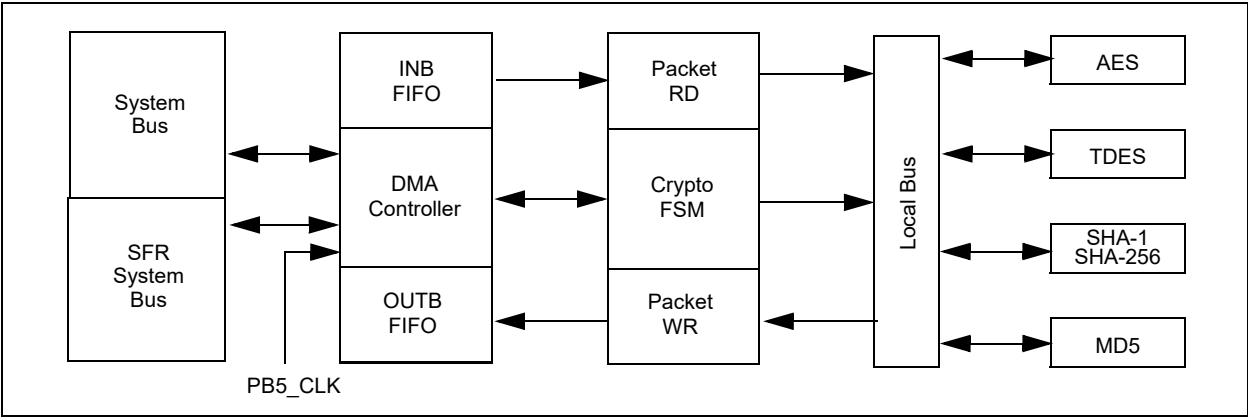 System
Bus
SFR
System
Bus
INB
FIFO
DMA
Controller
OUTB
FIFO
PB5_CLK
Packet
RD
Crypto
FSM
Packet
WR
Local Bus
AES
TDES
SHA-1
SHA-256
MD5